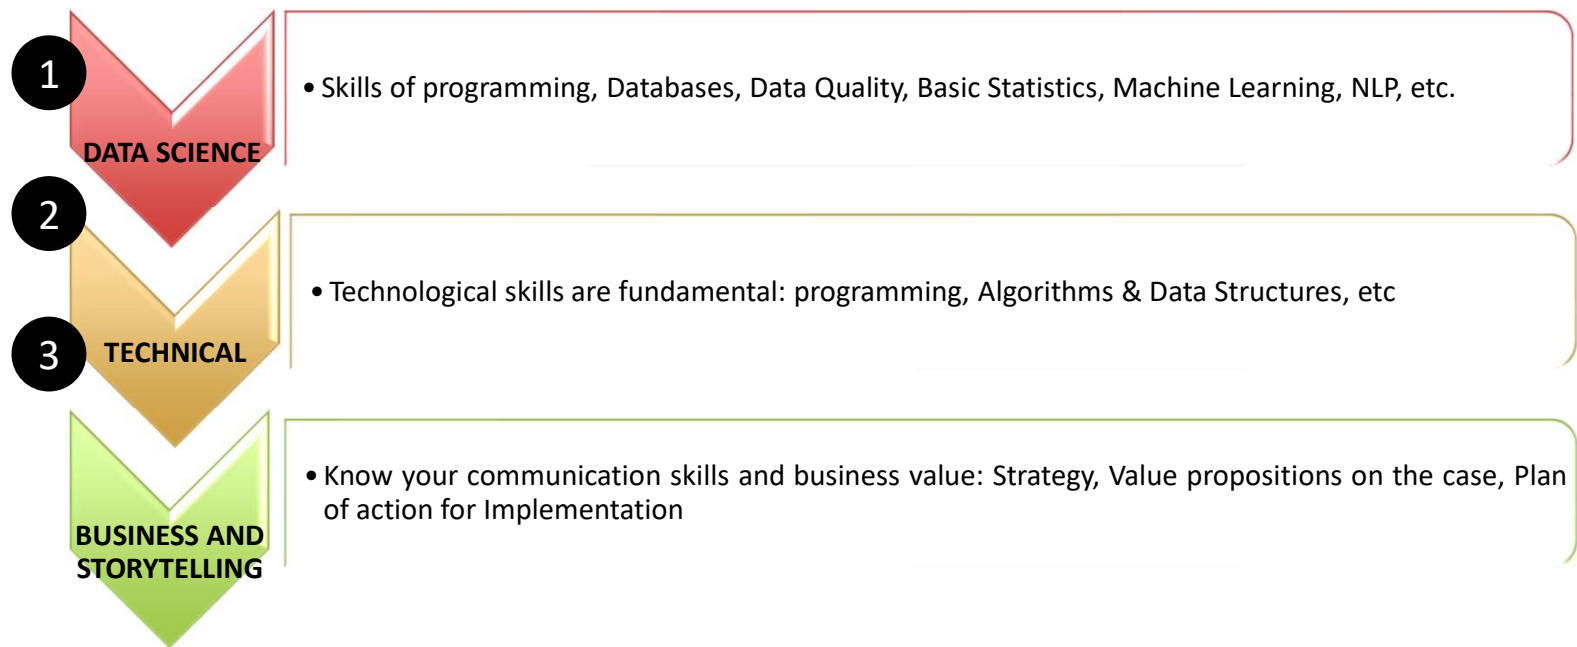 1
DATA SCIENCE
• Skills of programming, Databases, Data Quality, Basic Statistics, Machine Learning, NLP, etc.
2
TECHNICAL
• Technological skills are fundamental: programming, Algorithms & Data Structures, etc
3
BUSINESS AND
STORYTELLING
• Know your communication skills and business value: Strategy, Value propositions on the case, Plan
of action for Implementation